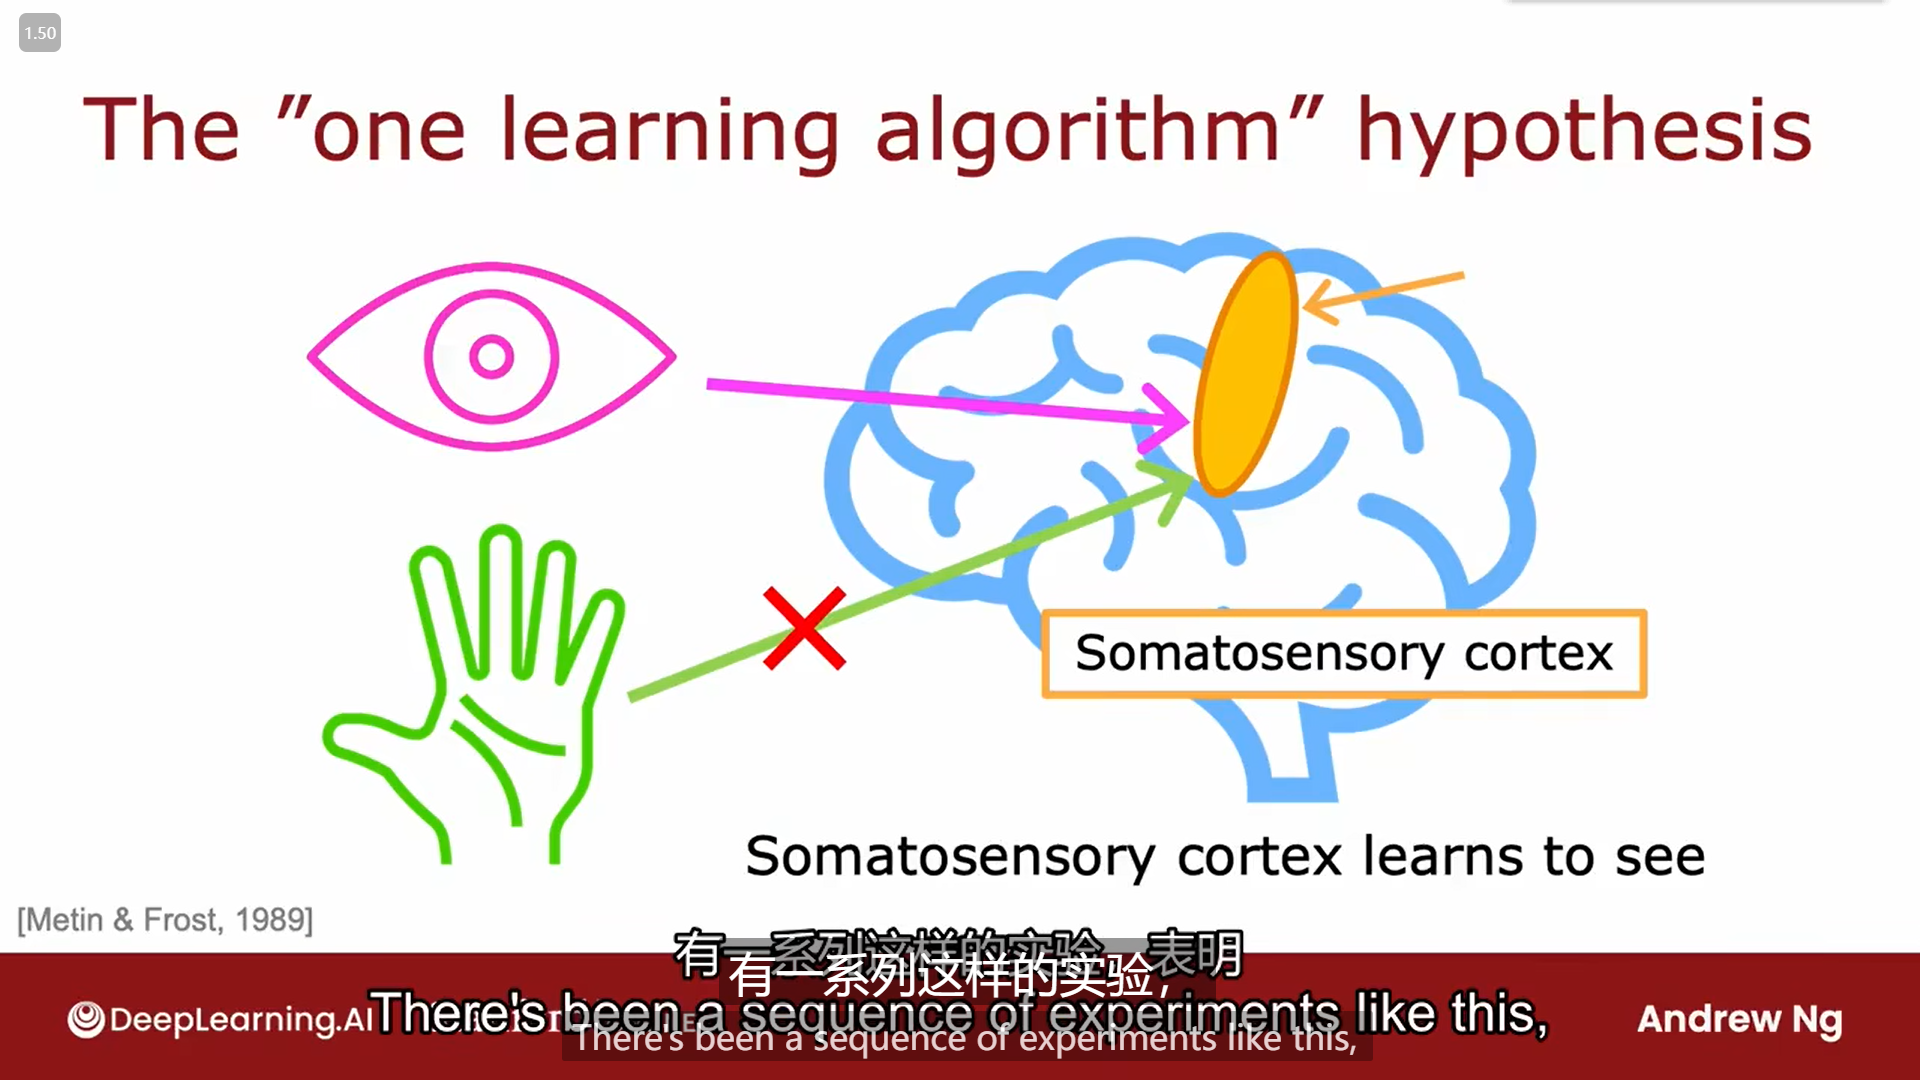 1.50
The ”one learning algorithm” hypothesis
Somatosensory cortex
Somatosensory cortex learns to see
[Metin & Frost, 1989]
有一系列这样的实验 表明
有一系列这样的实验，
There's been a sequence of experiments like this,
There's been a sequence of experiments like this,
DeepLearning.AI
Andrew Ng